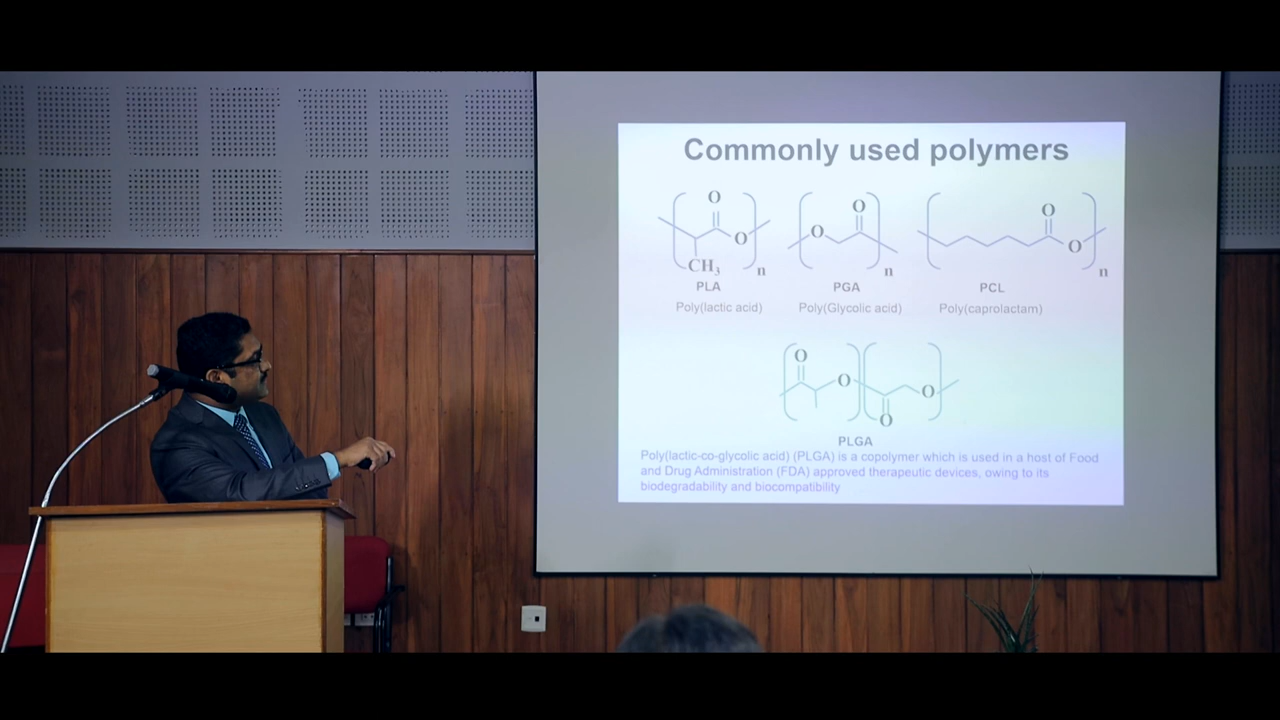 Commonly used polymers
O
O
CH3
n
PLA
Poly(lactic acid)
O
O
n
PGA
Poly(Glycolic acid)
O
O
n
PCL
Poly(caprolactam)
O
O
O
O
PLGA
Poly(lactic-co-glycolic acid) (PLGA) is a copolymer which is used in a host of Food
and Drug Administration (FDA) approved therapeutic devices, owing to its
biodegradability and biocompatibility